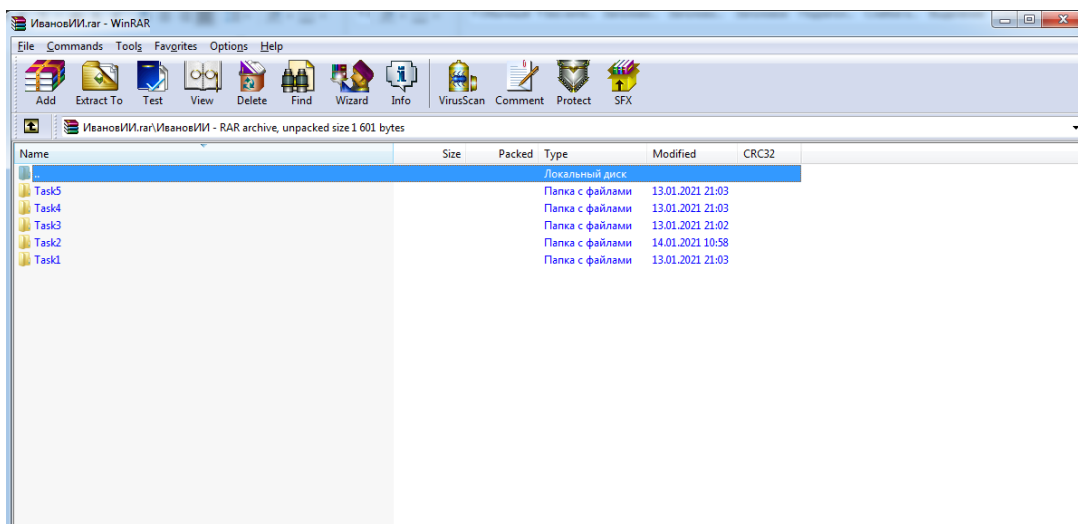 ИвановИИ.rar - WinRAR
File Commands Tools Favorites Options Help
Add Extract To Test View Delete Find Wizard Info VirusScan Comment Protect SFX
ИвановИИ.rar\ИвановИИ - RAR archive, unpacked size 1 601 bytes
Name Size Packed Type Modified CRC32
.. Локальный диск
Task5 Папка с файлами 13.01.2021 21:03
Task4 Папка с файлами 13.01.2021 21:03
Task3 Папка с файлами 13.01.2021 21:02
Task2 Папка с файлами 14.01.2021 10:58
Task1 Папка с файлами 13.01.2021 21:03